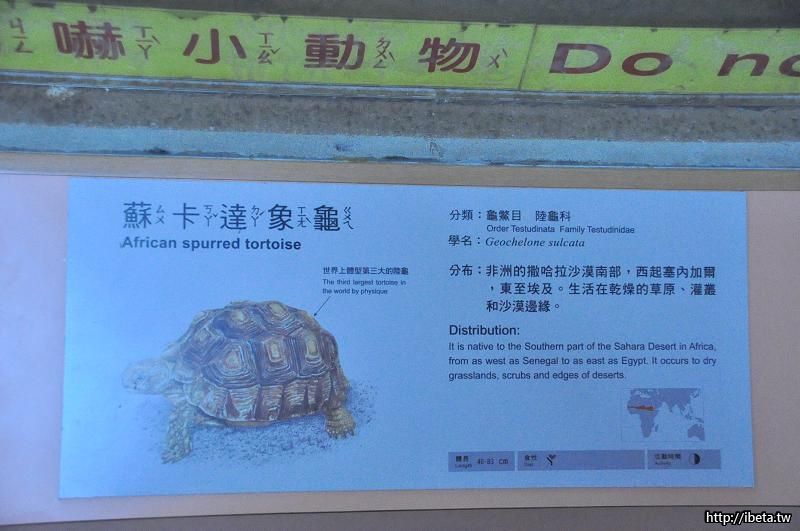 嚇小動物 Do no
蘇卡達象龜
African spurred tortoise
世界上體型第三大的陸龜
The third largest tortoise in
the world by physique
分類：龜鱉目 陸龜科
Order Testudinata Family Testudinidae
學名：Geochelone sulcata
分布：非洲的撒哈拉沙漠南部，西起塞內加爾
，東至埃及。生活在乾燥的草原、灌叢
和沙漠邊緣。
Distribution:
It is native to the Southern part of the Sahara Desert in Africa,
from as west as Senegal to as east as Egypt. It occurs to dry
grasslands, scrubs and edges of deserts.
體長 40-83 cm 食性 活動時間
Length Diet Activity
http://ibeta.tw